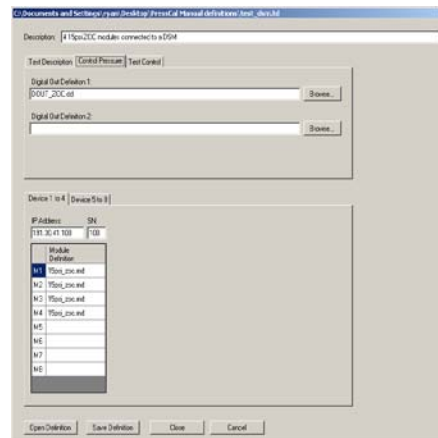 C:\Documents and Settings\ryan\Desktop\PressCal Manual definitions\test_dsm.td
Description: 4 15psi ZOC modules connected to a DSM
Test Description Control Pressure Test Control
Digital Out Definition 1:
DOUT_ZOC.od Browse...
Digital Out Definition 2:
Browse...
Device 1 to 4 Device 5 to 8
IP Address: SN:
191.30.41.108 108
Module Definition
M1 15psi_zoc.md
M2 15psi_zoc.md
M3 15psi_zoc.md
M4 15psi_zoc.md
M5
M6
M7
M8
Open Definition Save Definition Close Cancel